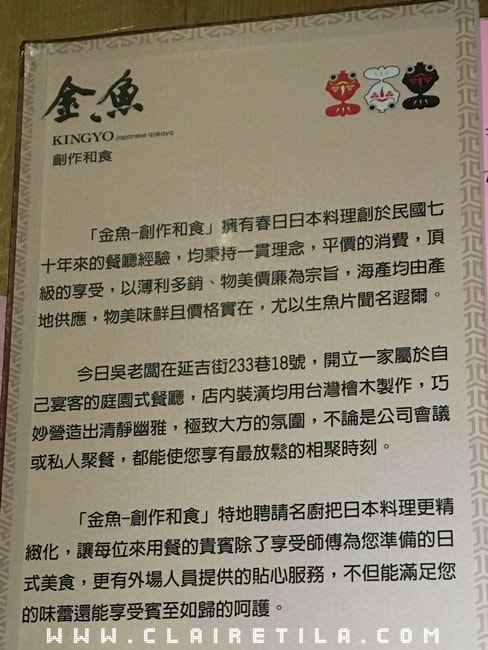 金魚
KINGYO Japanese Izakaya
創作和食
「金魚-創作和食」擁有春日日本料理創於民國七
十年來的餐廳經驗，均秉持一貫理念，平價的消費，頂
級的享受，以薄利多銷、物美價廉為宗旨，海產均由產
地供應，物美味鮮且價格實在，尤以生魚片聞名遐爾。
今日吳老闆在延吉街233巷18號，開立一家屬於自
己宴客的庭園式餐廳，店內裝潢均用台灣檜木製作，巧
妙營造出清靜幽雅，極致大方的氛圍，不論是公司會議
或私人聚餐，都能使您享有最放鬆的相聚時刻。
「金魚-創作和食」特地聘請名廚把日本料理更精
緻化，讓每位來用餐的貴賓除了享受師傅為您準備的日
式美食，更有外場人員提供的貼心服務，不但能滿足您
的味蕾還能享受賓至如歸的呵護。
WWW.CLAIRETILA.COM